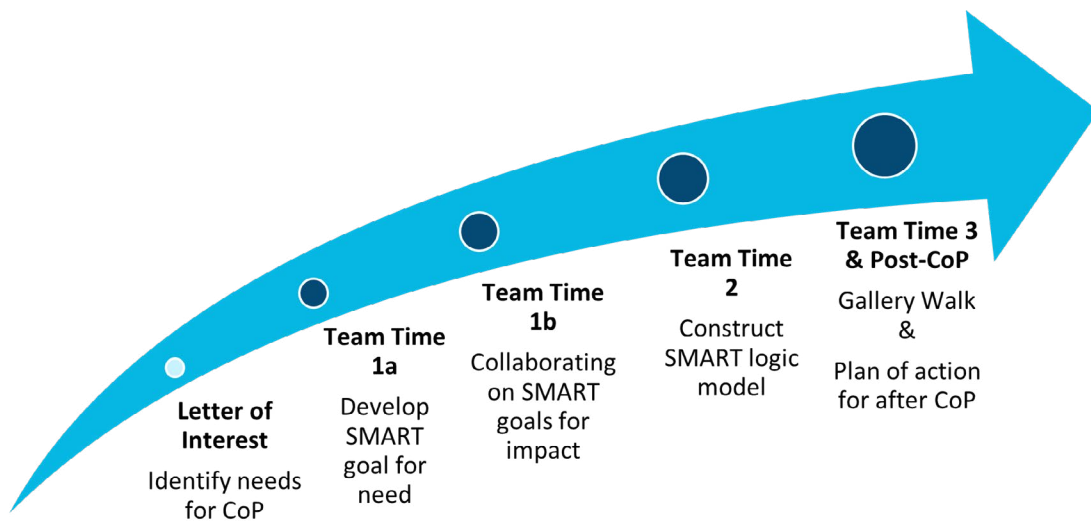 Letter of
Interest
Identify needs
for CoP
Team Time
1a
Develop
SMART
goal for
need
Team Time
1b
Collaborating
on SMART
goals for
impact
Team Time
2
Construct
SMART logic
model
Team Time 3
& Post-CoP
Gallery Walk
&
Plan of action
for after CoP